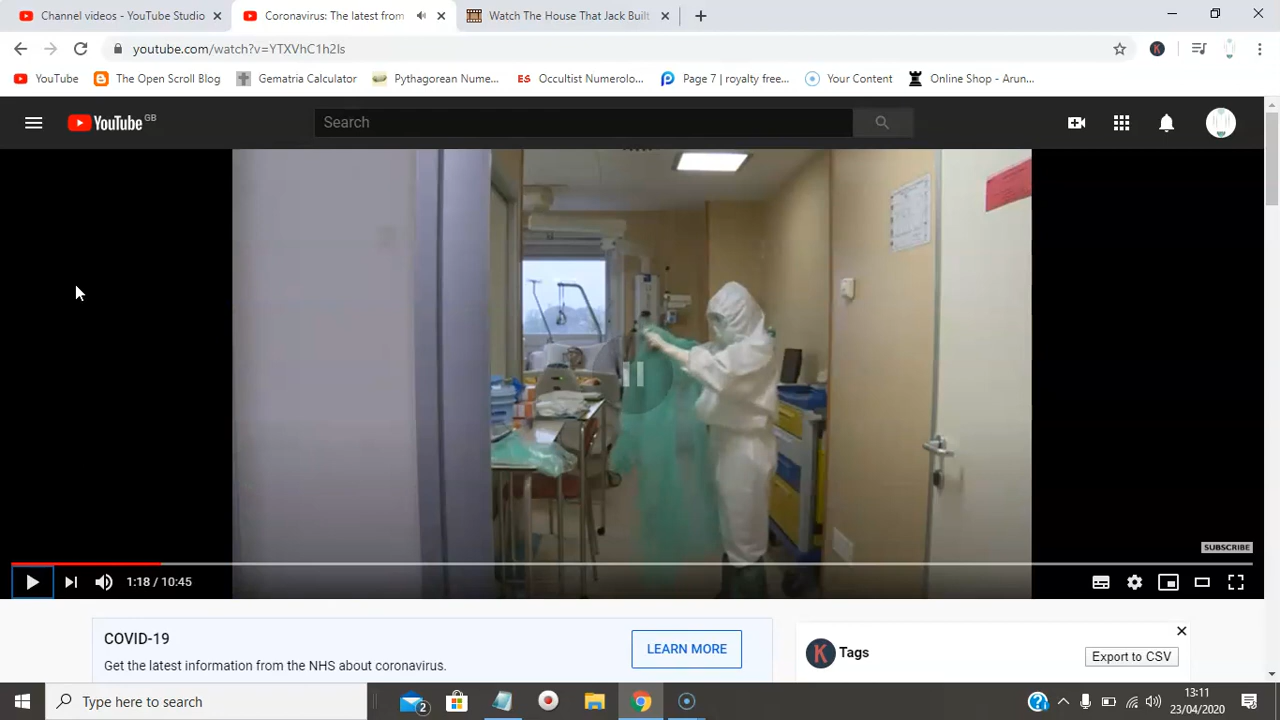 Channel videos - YouTube Studio
Coronavirus: The latest from
Watch The House That Jack Built
youtube.com/watch?v=YTXVhC1h2Is
YouTube
The Open Scroll Blog
Gematria Calculator
Pythagorean Nume...
ES Occultist Numerolo...
Page 7 | royalty free...
Your Content
Online Shop - Arun...
YouTube GB
Search
SUBSCRIBE
1:18 / 10:45
COVID-19
Get the latest information from the NHS about coronavirus.
LEARN MORE
K Tags
Export to CSV
Type here to search
2
13:11
23/04/2020